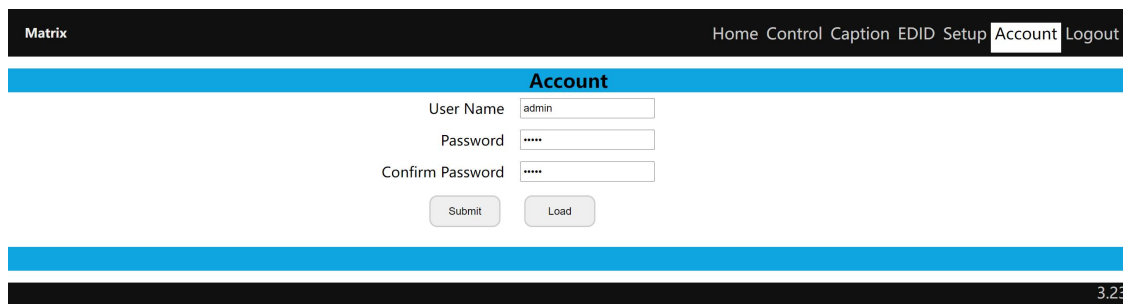 Matrix
Home Control Caption EDID Setup Account Logout
Account
User Name admin
Password •••••
Confirm Password •••••
Submit Load
3.23